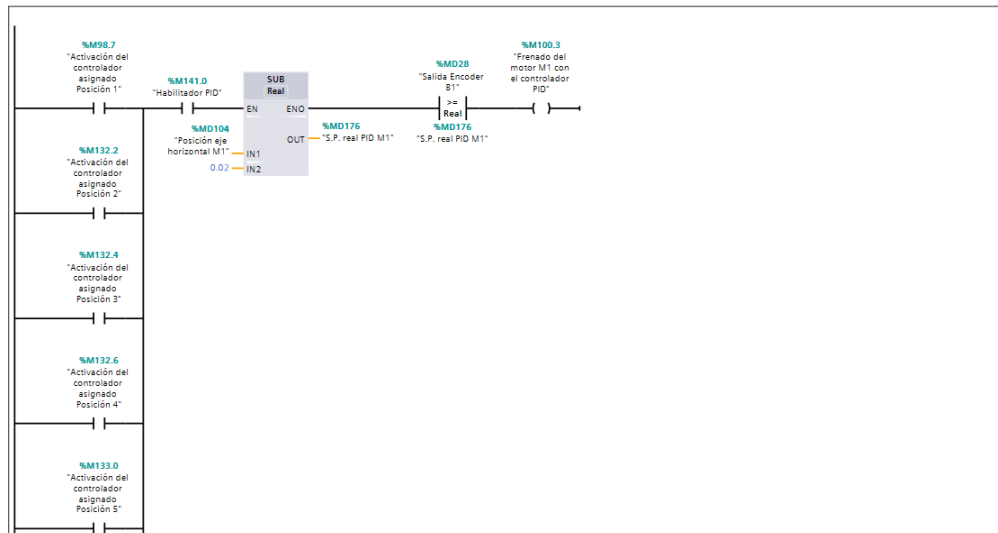 %M98.7
"Activación del
controlador
asignado
Posición 1"
%M141.0
"Habilitador PID"
SUB
Real
EN
ENO
%MD104
"Posición eje
horizontal M1"
IN1
0.02
IN2
OUT
%MD176
"S.P. real PID M1"
%MD28
"Salida Encoder
B1"
>=
Real
%MD176
"S.P. real PID M1"
%M100.3
"Frenado del
motor M1 con
el controlador
PID"
%M132.2
"Activación del
controlador
asignado
Posición 2"
%M132.4
"Activación del
controlador
asignado
Posición 3"
%M132.6
"Activación del
controlador
asignado
Posición 4"
%M133.0
"Activación del
controlador
asignado
Posición 5"